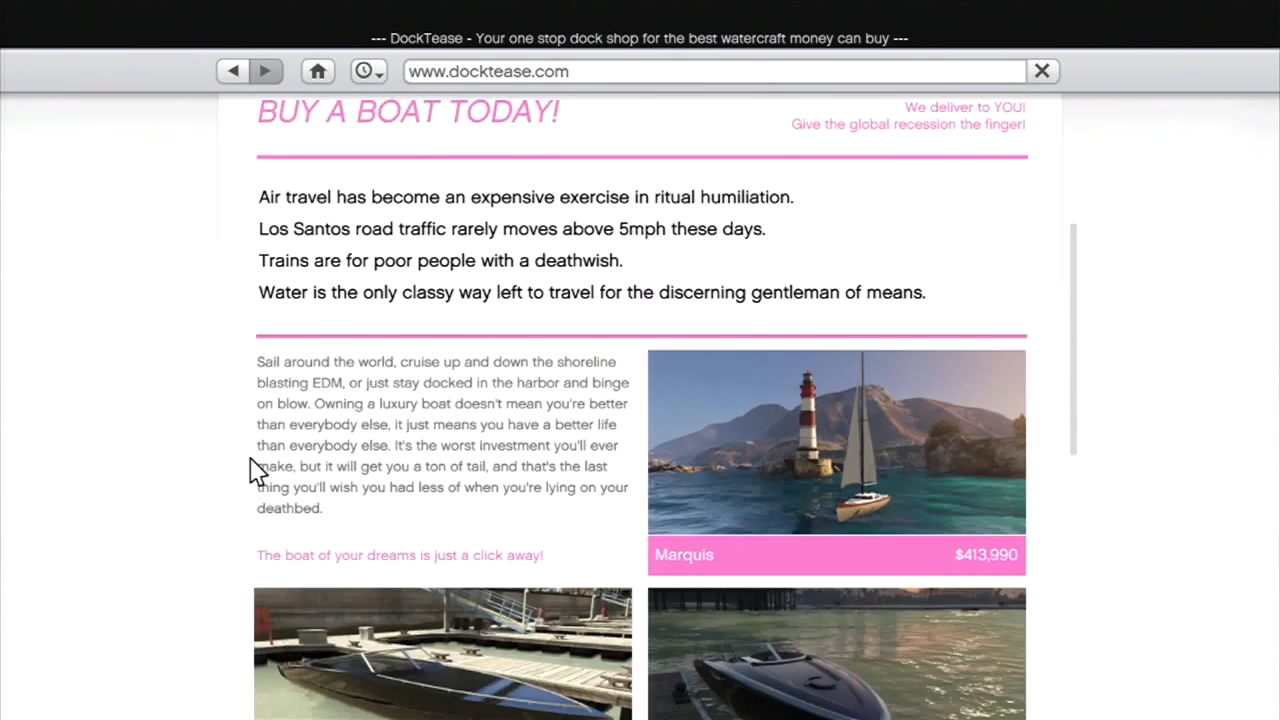 --- DockTease - Your one stop dock shop for the best watercraft money can buy ---
www.docktease.com
BUY A BOAT TODAY!
We deliver to YOU!
Give the global recession the finger!
Air travel has become an expensive exercise in ritual humiliation.
Los Santos road traffic rarely moves above 5mph these days.
Trains are for poor people with a deathwish.
Water is the only classy way left to travel for the discerning gentleman of means.
Sail around the world, cruise up and down the shoreline
blasting EDM, or just stay docked in the harbor and binge
on blow. Owning a luxury boat doesn't mean you're better
than everybody else, it just means you have a better life
than everybody else. It's the worst investment you'll ever
make, but it will get you a ton of tail, and that's the last
thing you'll wish you had less of when you're lying on your
deathbed.
The boat of your dreams is just a click away!
Marquis $413,990